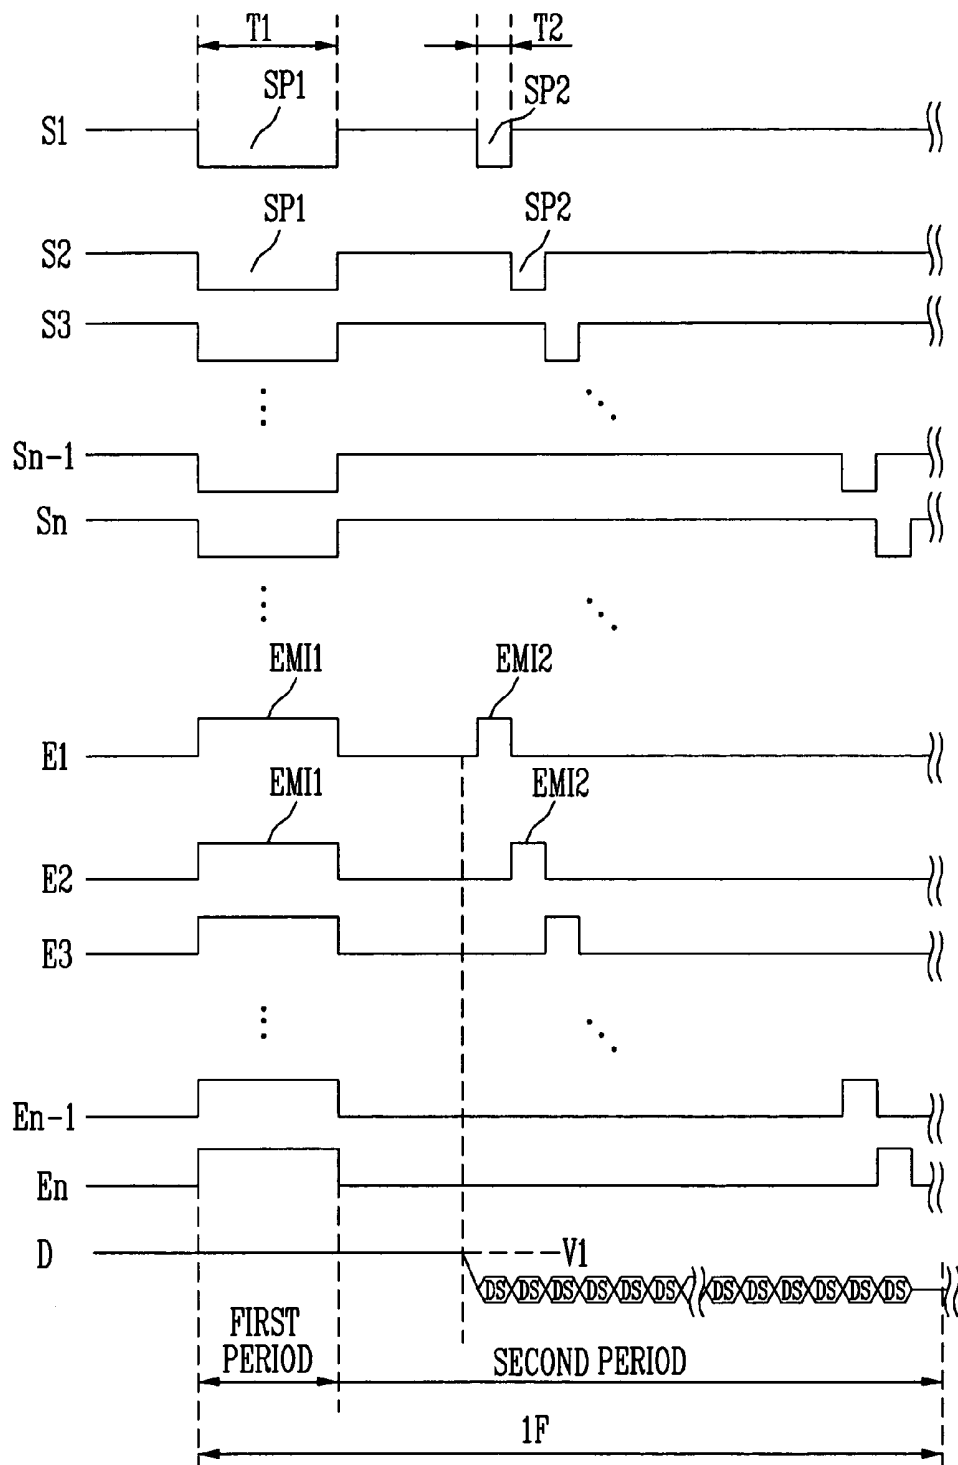 T1 T2
SP1 SP2
S1
SP1 SP2
S2
S3
Sn-1
Sn
EMI1 EMI2
E1
EMI1 EMI2
E2
E3
En-1
En
D V1
DS DS DS DS DS DS DS DS DS DS DS DS
FIRST PERIOD
SECOND PERIOD
1F